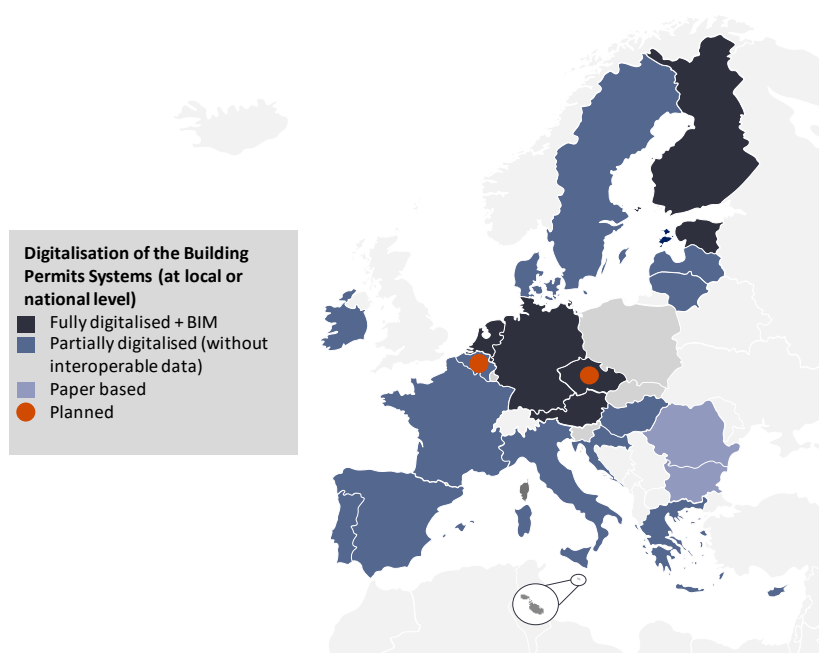 Digitalisation of the Building
Permits Systems (at local or
national level)
Fully digitalised + BIM
Partially digitalised (without
interoperable data)
Paper based
Planned